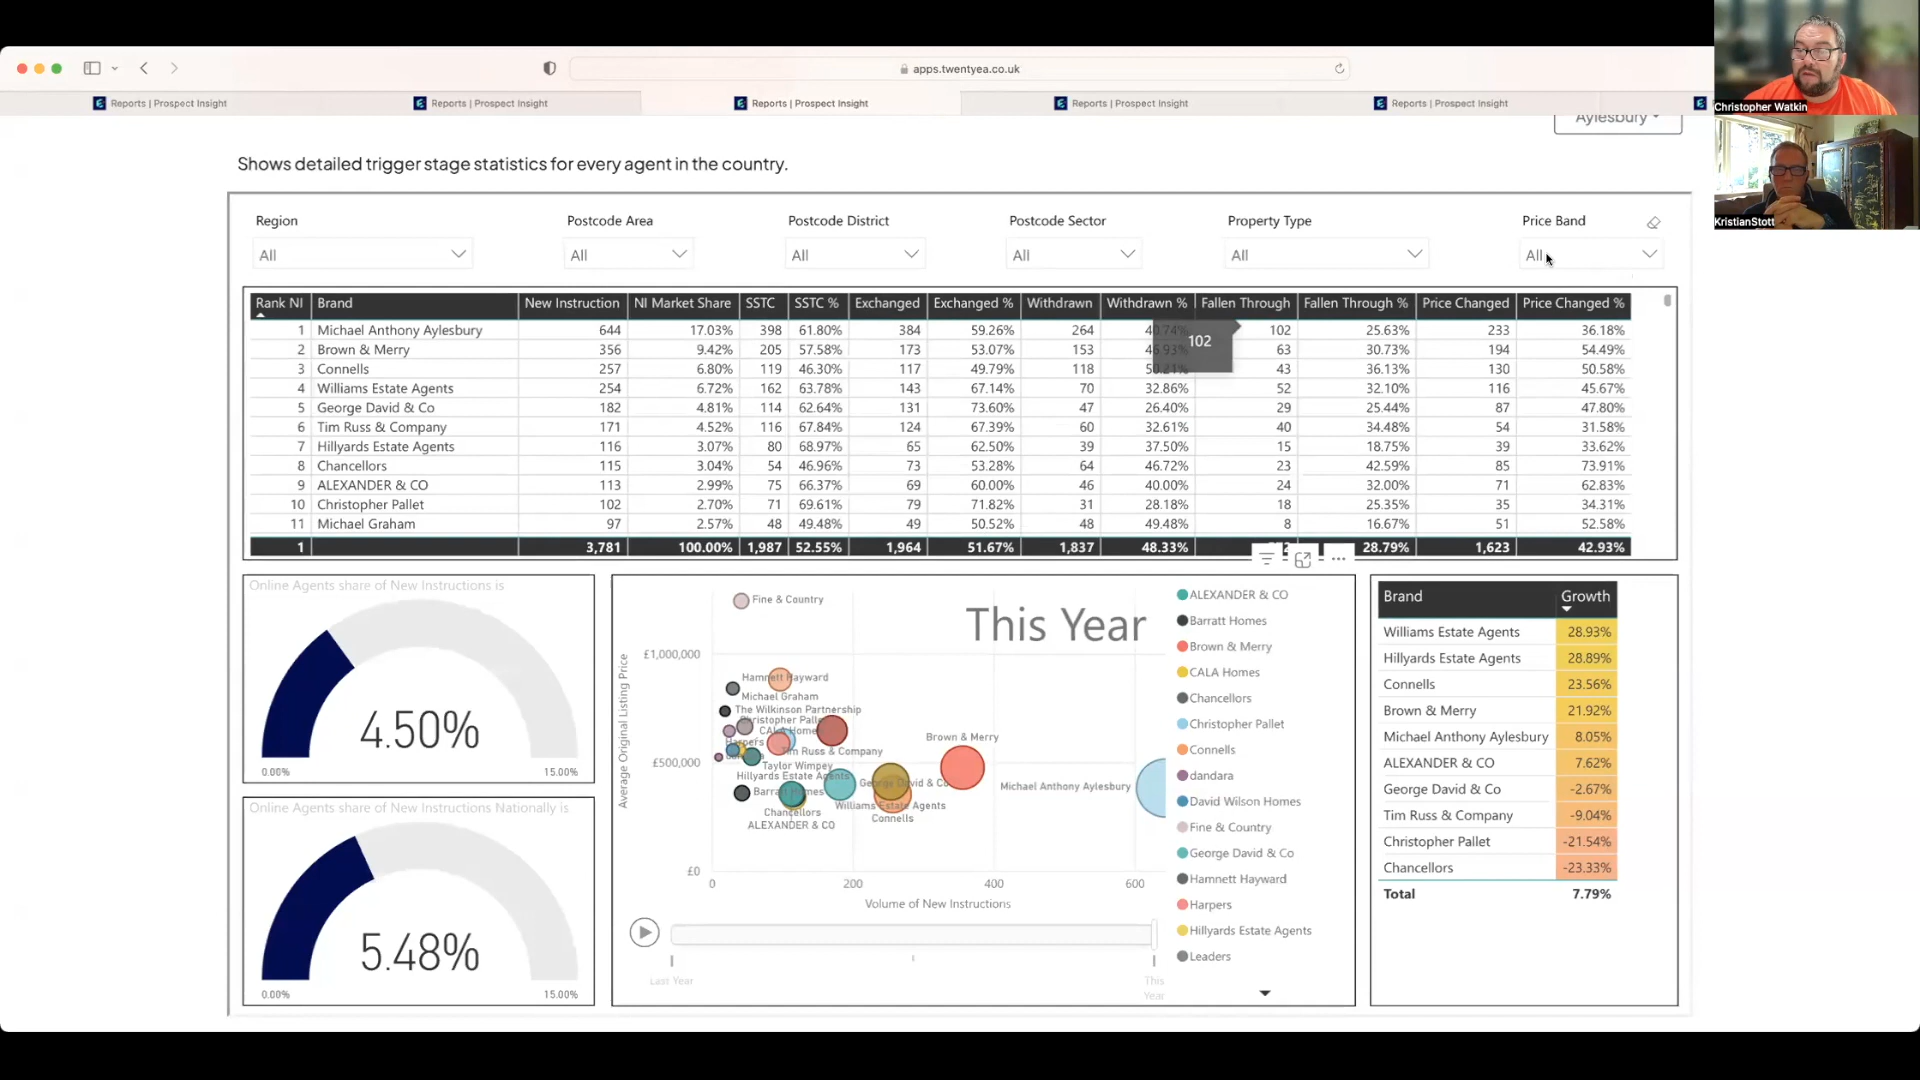 apps.twentyea.co.uk
Reports | Prospect Insight
Reports | Prospect Insight
Reports | Prospect Insight
Reports | Prospect Insight
Reports | Prospect Insight
Christopher Watkin
KristianStott
Aylesbury
Shows detailed trigger stage statistics for every agent in the country.
Region Postcode Area Postcode District Postcode Sector Property Type Price Band
All All All All All All
Rank NI Brand New Instruction NI Market Share SSTC SSTC % Exchanged Exchanged % Withdrawn Withdrawn % Fallen Through Fallen Through % Price Changed Price Changed %
1 Michael Anthony Aylesbury 644 17.03% 398 61.80% 384 59.26% 264 40.74% 102 25.63% 233 36.18%
102
2 Brown & Merry 356 9.42% 205 57.58% 173 53.07% 153 46.93% 63 30.73% 194 54.49%
3 Connells 257 6.80% 119 46.30% 117 49.79% 118 50.21% 43 36.13% 130 50.58%
4 Williams Estate Agents 254 6.72% 162 63.78% 143 67.14% 70 32.86% 52 32.10% 116 45.67%
5 George David & Co 182 4.81% 114 62.64% 131 73.60% 47 26.40% 29 25.44% 87 47.80%
6 Tim Russ & Company 171 4.52% 116 67.84% 124 67.39% 60 32.61% 40 34.48% 54 31.58%
7 Hillyards Estate Agents 116 3.07% 80 68.97% 65 62.50% 39 37.50% 15 18.75% 39 33.62%
8 Chancellors 115 3.04% 54 46.96% 73 53.28% 64 46.72% 23 42.59% 85 73.91%
9 ALEXANDER & CO 113 2.99% 75 66.37% 69 60.00% 46 40.00% 24 32.00% 71 62.83%
10 Christopher Pallet 102 2.70% 71 69.61% 79 71.82% 31 28.18% 18 25.35% 35 34.31%
11 Michael Graham 97 2.57% 48 49.48% 49 50.52% 48 49.48% 8 16.67% 51 52.58%
1 3,781 100.00% 1,987 52.55% 1,964 51.67% 1,837 48.33% 28.79% 1,623 42.93%
Online Agents share of New Instructions is
4.50%
0.00% 15.00%
Online Agents share of New Instructions Nationally is
5.48%
0.00% 15.00%
This Year
Average Original Listing Price
£1,000,000
£500,000
£0
0 200 400 600
Volume of New Instructions
Fine & Country
Hamnett Hayward
Michael Graham
The Wilkinson Partnership
Christopher Palle
CALA Home
Harpers
Tim Russ & Company
Taylor Wimpey
Hillyards Estate Agents
Barratt Homes
Chancellors
ALEXANDER & CO
George David & Co
Williams Estate Agents
Connells
Brown & Merry
Michael Anthony Aylesbury
Last Year
This
Year
ALEXANDER & CO
Barratt Homes
Brown & Merry
CALA Homes
Chancellors
Christopher Pallet
Connells
dandara
David Wilson Homes
Fine & Country
George David & Co
Hamnett Hayward
Harpers
Hillyards Estate Agents
Leaders
Brand Growth
Williams Estate Agents 28.93%
Hillyards Estate Agents 28.89%
Connells 23.56%
Brown & Merry 21.92%
Michael Anthony Aylesbury 8.05%
ALEXANDER & CO 7.62%
George David & Co -2.67%
Tim Russ & Company -9.04%
Christopher Pallet -21.54%
Chancellors -23.33%
Total 7.79%